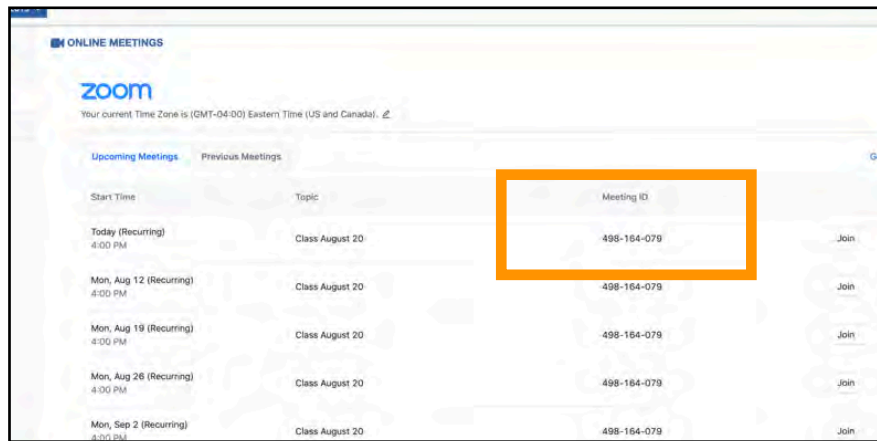 ONLINE MEETINGS
zoom
Your current Time Zone is (GMT-04:00) Eastern Time (US and Canada).
Upcoming Meetings Previous Meetings G
Start Time Topic Meeting ID
Today (Recurring)
4:00 PM Class August 20 498-164-079 Join
Mon, Aug 12 (Recurring)
4:00 PM Class August 20 498-164-079 Join
Mon, Aug 19 (Recurring)
4:00 PM Class August 20 498-164-079 Join
Mon, Aug 26 (Recurring)
4:00 PM Class August 20 498-164-079 Join
Mon, Sep 2 (Recurring)
4:00 PM Class August 20 498-164-079 Join